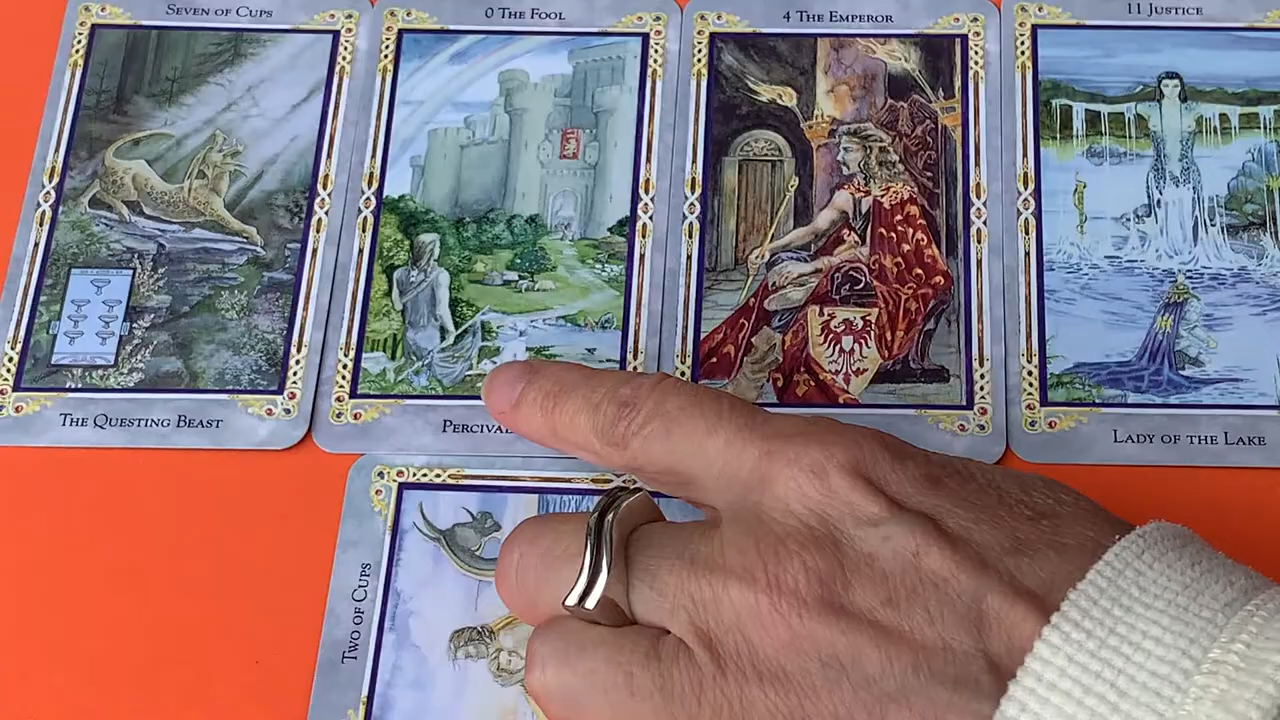 SEVEN OF CUPS
0 THE FOOL
4 THE EMPEROR
11 JUSTICE
THE QUESTING BEAST
PERCIVAL
LADY OF THE LAKE
TWO OF CUPS